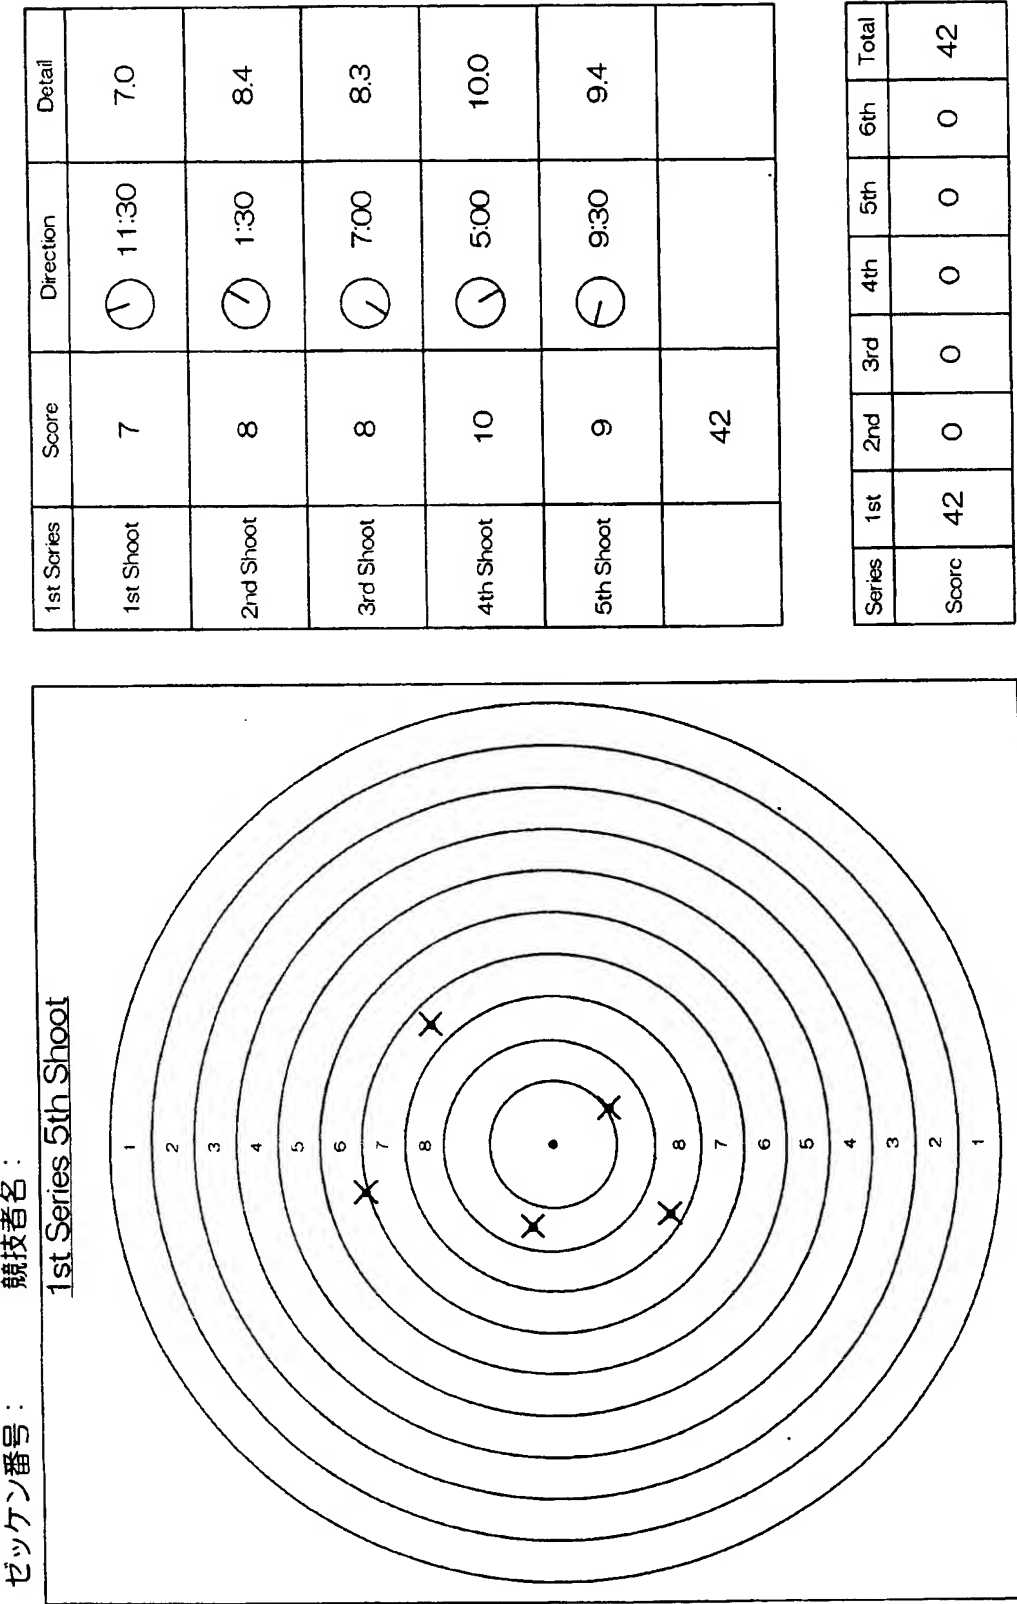 ゼッケン番号： 競技者名：
1st Series 5th Shoot
1
2
3
4
5
6
7
8
8
7
6
5
4
3
2
1
1st Series Score Direction Detail
1st Shoot 7 11:30 7.0
2nd Shoot 8 1:30 8.4
3rd Shoot 8 7:00 8.3
4th Shoot 10 5:00 10.0
5th Shoot 9 9:30 9.4
42
Series 1st 2nd 3rd 4th 5th 6th Total
Score 42 0 0 0 0 0 42